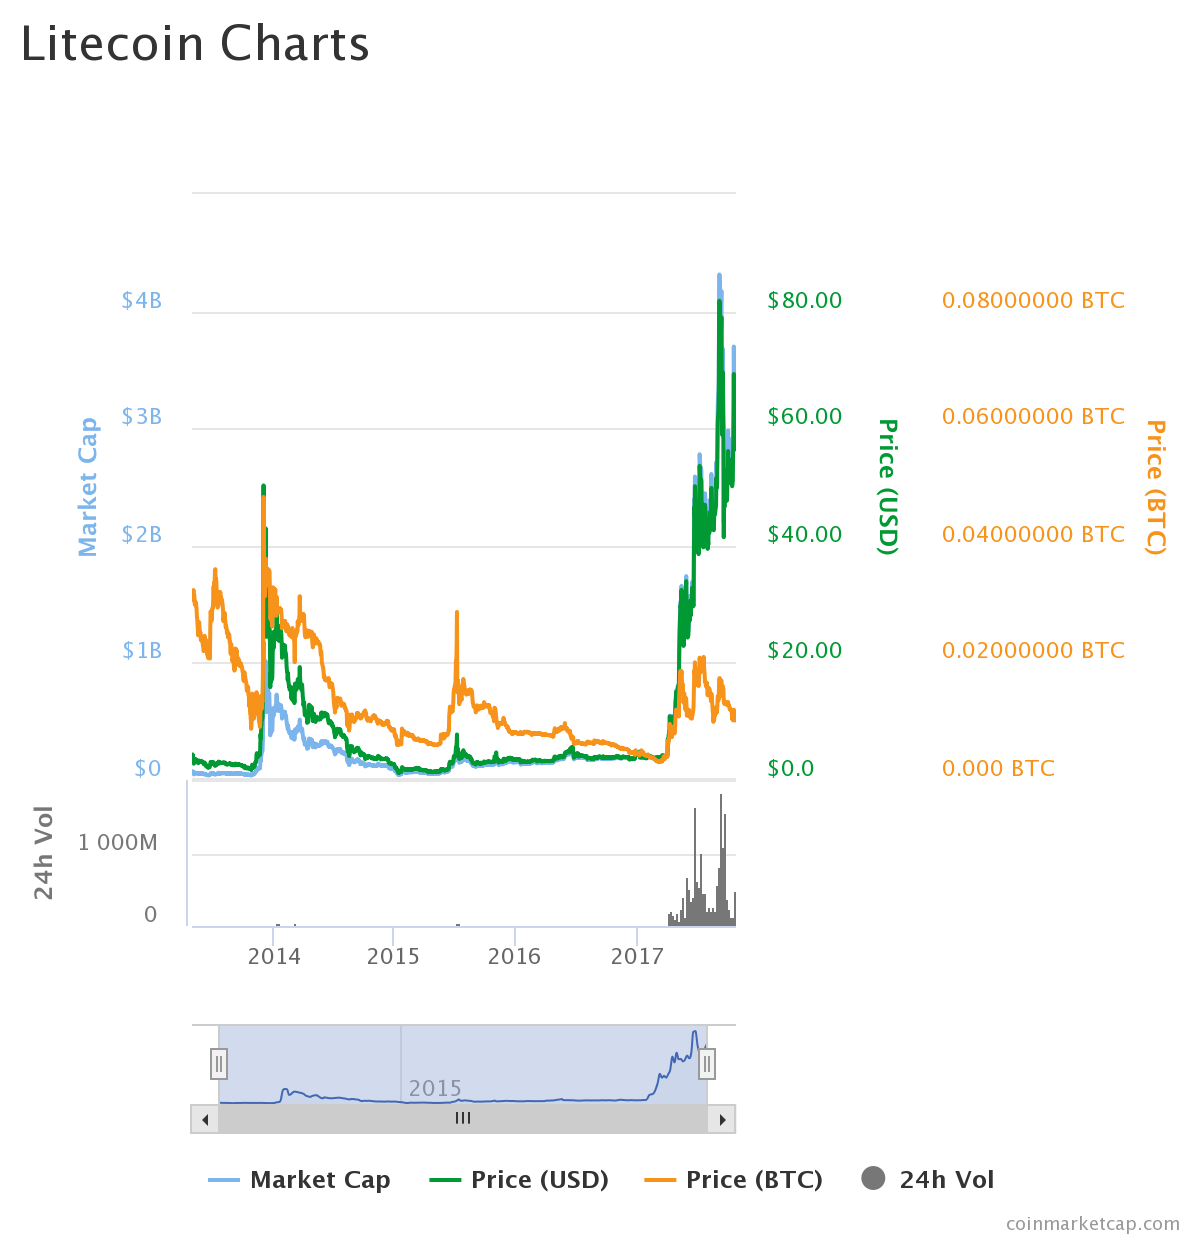 Litecoin Charts
$4B $80.00 0.08000000 BTC
$3B $60.00 0.06000000 BTC
Market Cap
Price (USD)
Price (BTC)
$2B $40.00 0.04000000 BTC
$1B $20.00 0.02000000 BTC
$0 $0.0 0.000 BTC
24h Vol
1 000M
0
2014 2015 2016 2017
2015
Market Cap Price (USD) Price (BTC) 24h Vol
coinmarketcap.com